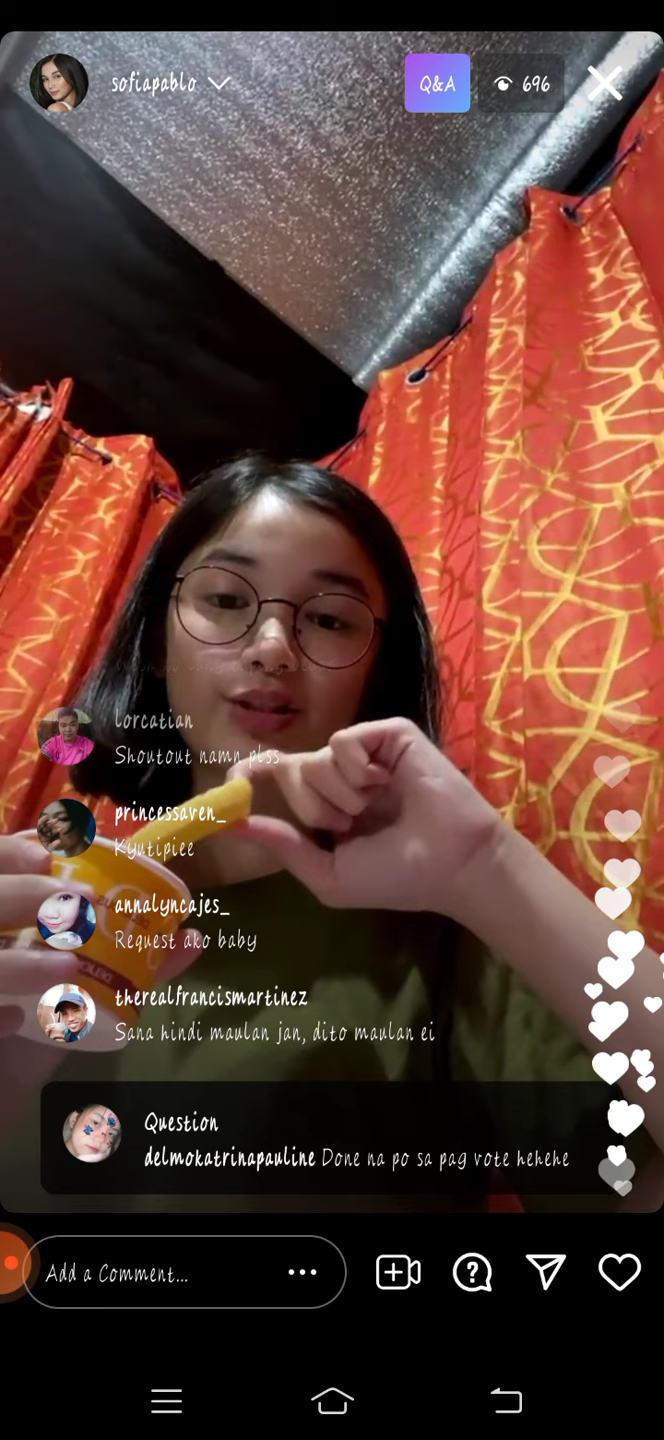 sofiapablo
Q&A
696
lorcatian
Shoutout namn plss
princessaven_
Kyutipiee
annalyncajes_
Request ako baby
therealfrancismartinez
Sana hindi maulan jan, dito maulan ei
Question
delmokatrinapauline Done na po sa pag vote hehehe
Add a Comment...